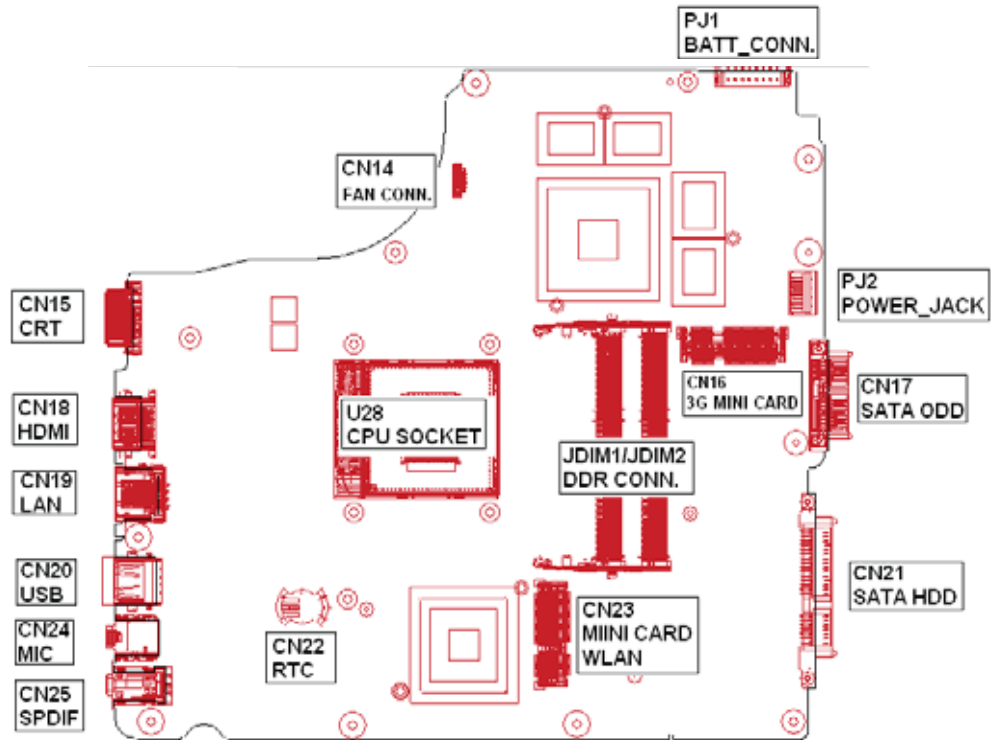 PJ1
BATT_CONN.
CN14
FAN CONN.
CN15
CRT
PJ2
POWER_JACK
CN16
3G MINI CARD
CN17
SATA ODD
CN18
HDMI
U28
CPU SOCKET
JDIM1/JDIM2
DDR CONN.
CN19
LAN
CN20
USB
CN21
SATA HDD
CN23
MIINI CARD
WLAN
CN24
MIC
CN22
RTC
CN25
SPDIF